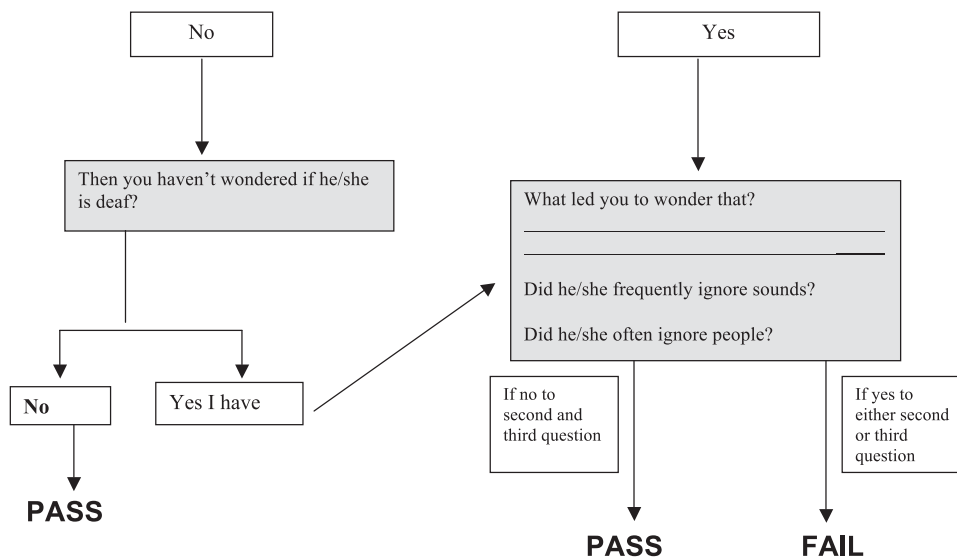 No
Yes
Then you haven't wondered if he/she
is deaf?
What led you to wonder that?
Did he/she frequently ignore sounds?
Did he/she often ignore people?
No
Yes I have
If no to
second and
third question
If yes to
either second
or third
question
PASS
PASS
FAIL